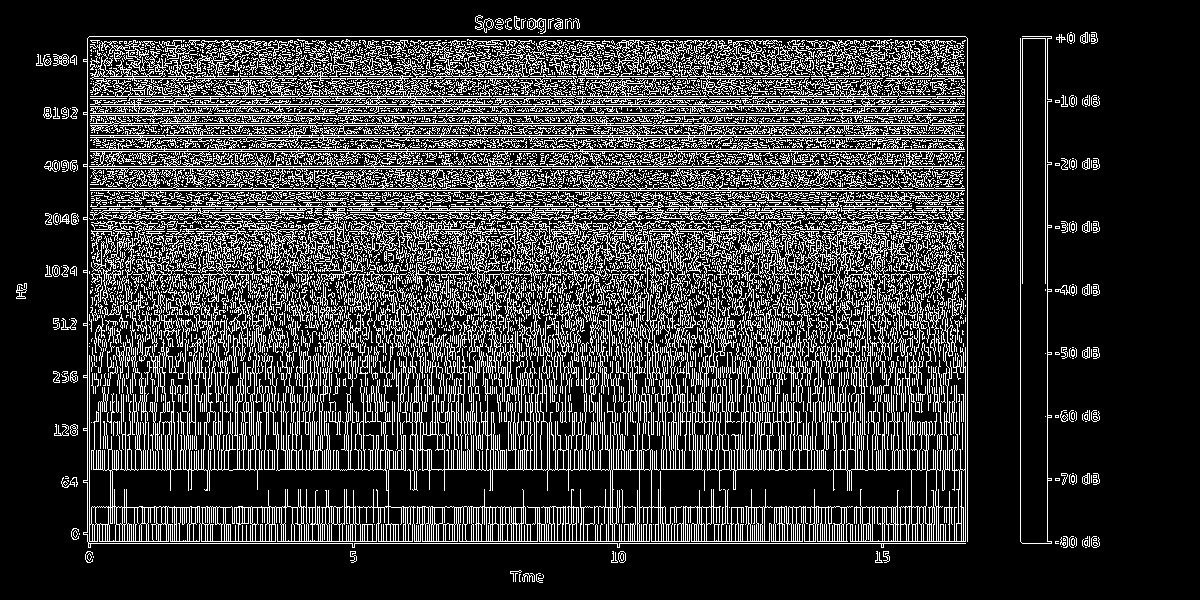 Spectrogram
16384
8192
4096
2048
1024
512
256
128
64
0
Hz
0
5
10
15
Time
+0 dB
-10 dB
-20 dB
-30 dB
-40 dB
-50 dB
-60 dB
-70 dB
-80 dB